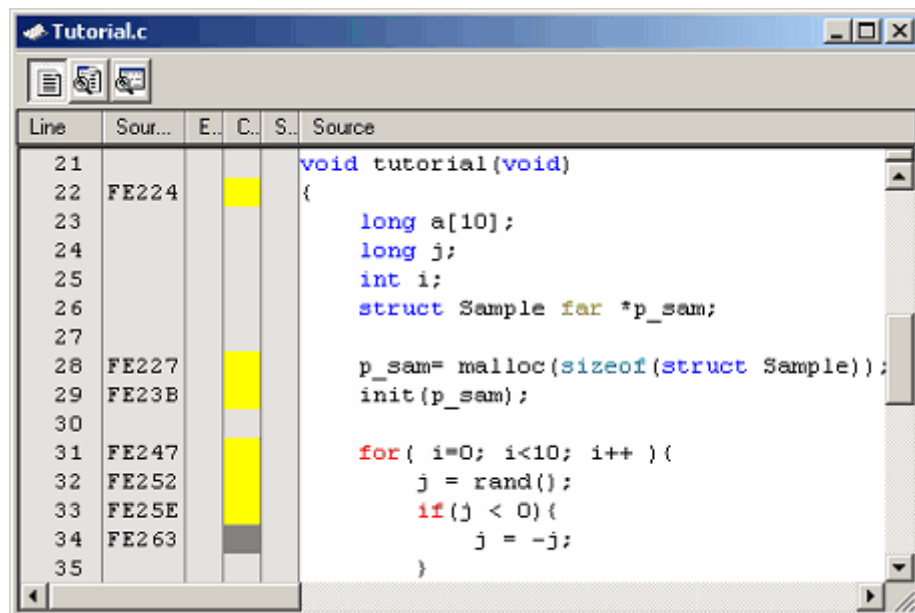 Tutorial.c
Line Sour... E.. C.. S.. Source
21 void tutorial(void)
22 FE224 {
23 long a[10];
24 long j;
25 int i;
26 struct Sample far *p_sam;
27
28 FE227 p_sam= malloc(sizeof(struct Sample));
29 FE23B init(p_sam);
30
31 FE247 for( i=0; i<10; i++ ){
32 FE252 j = rand();
33 FE25E if(j < 0){
34 FE263 j = -j;
35 }